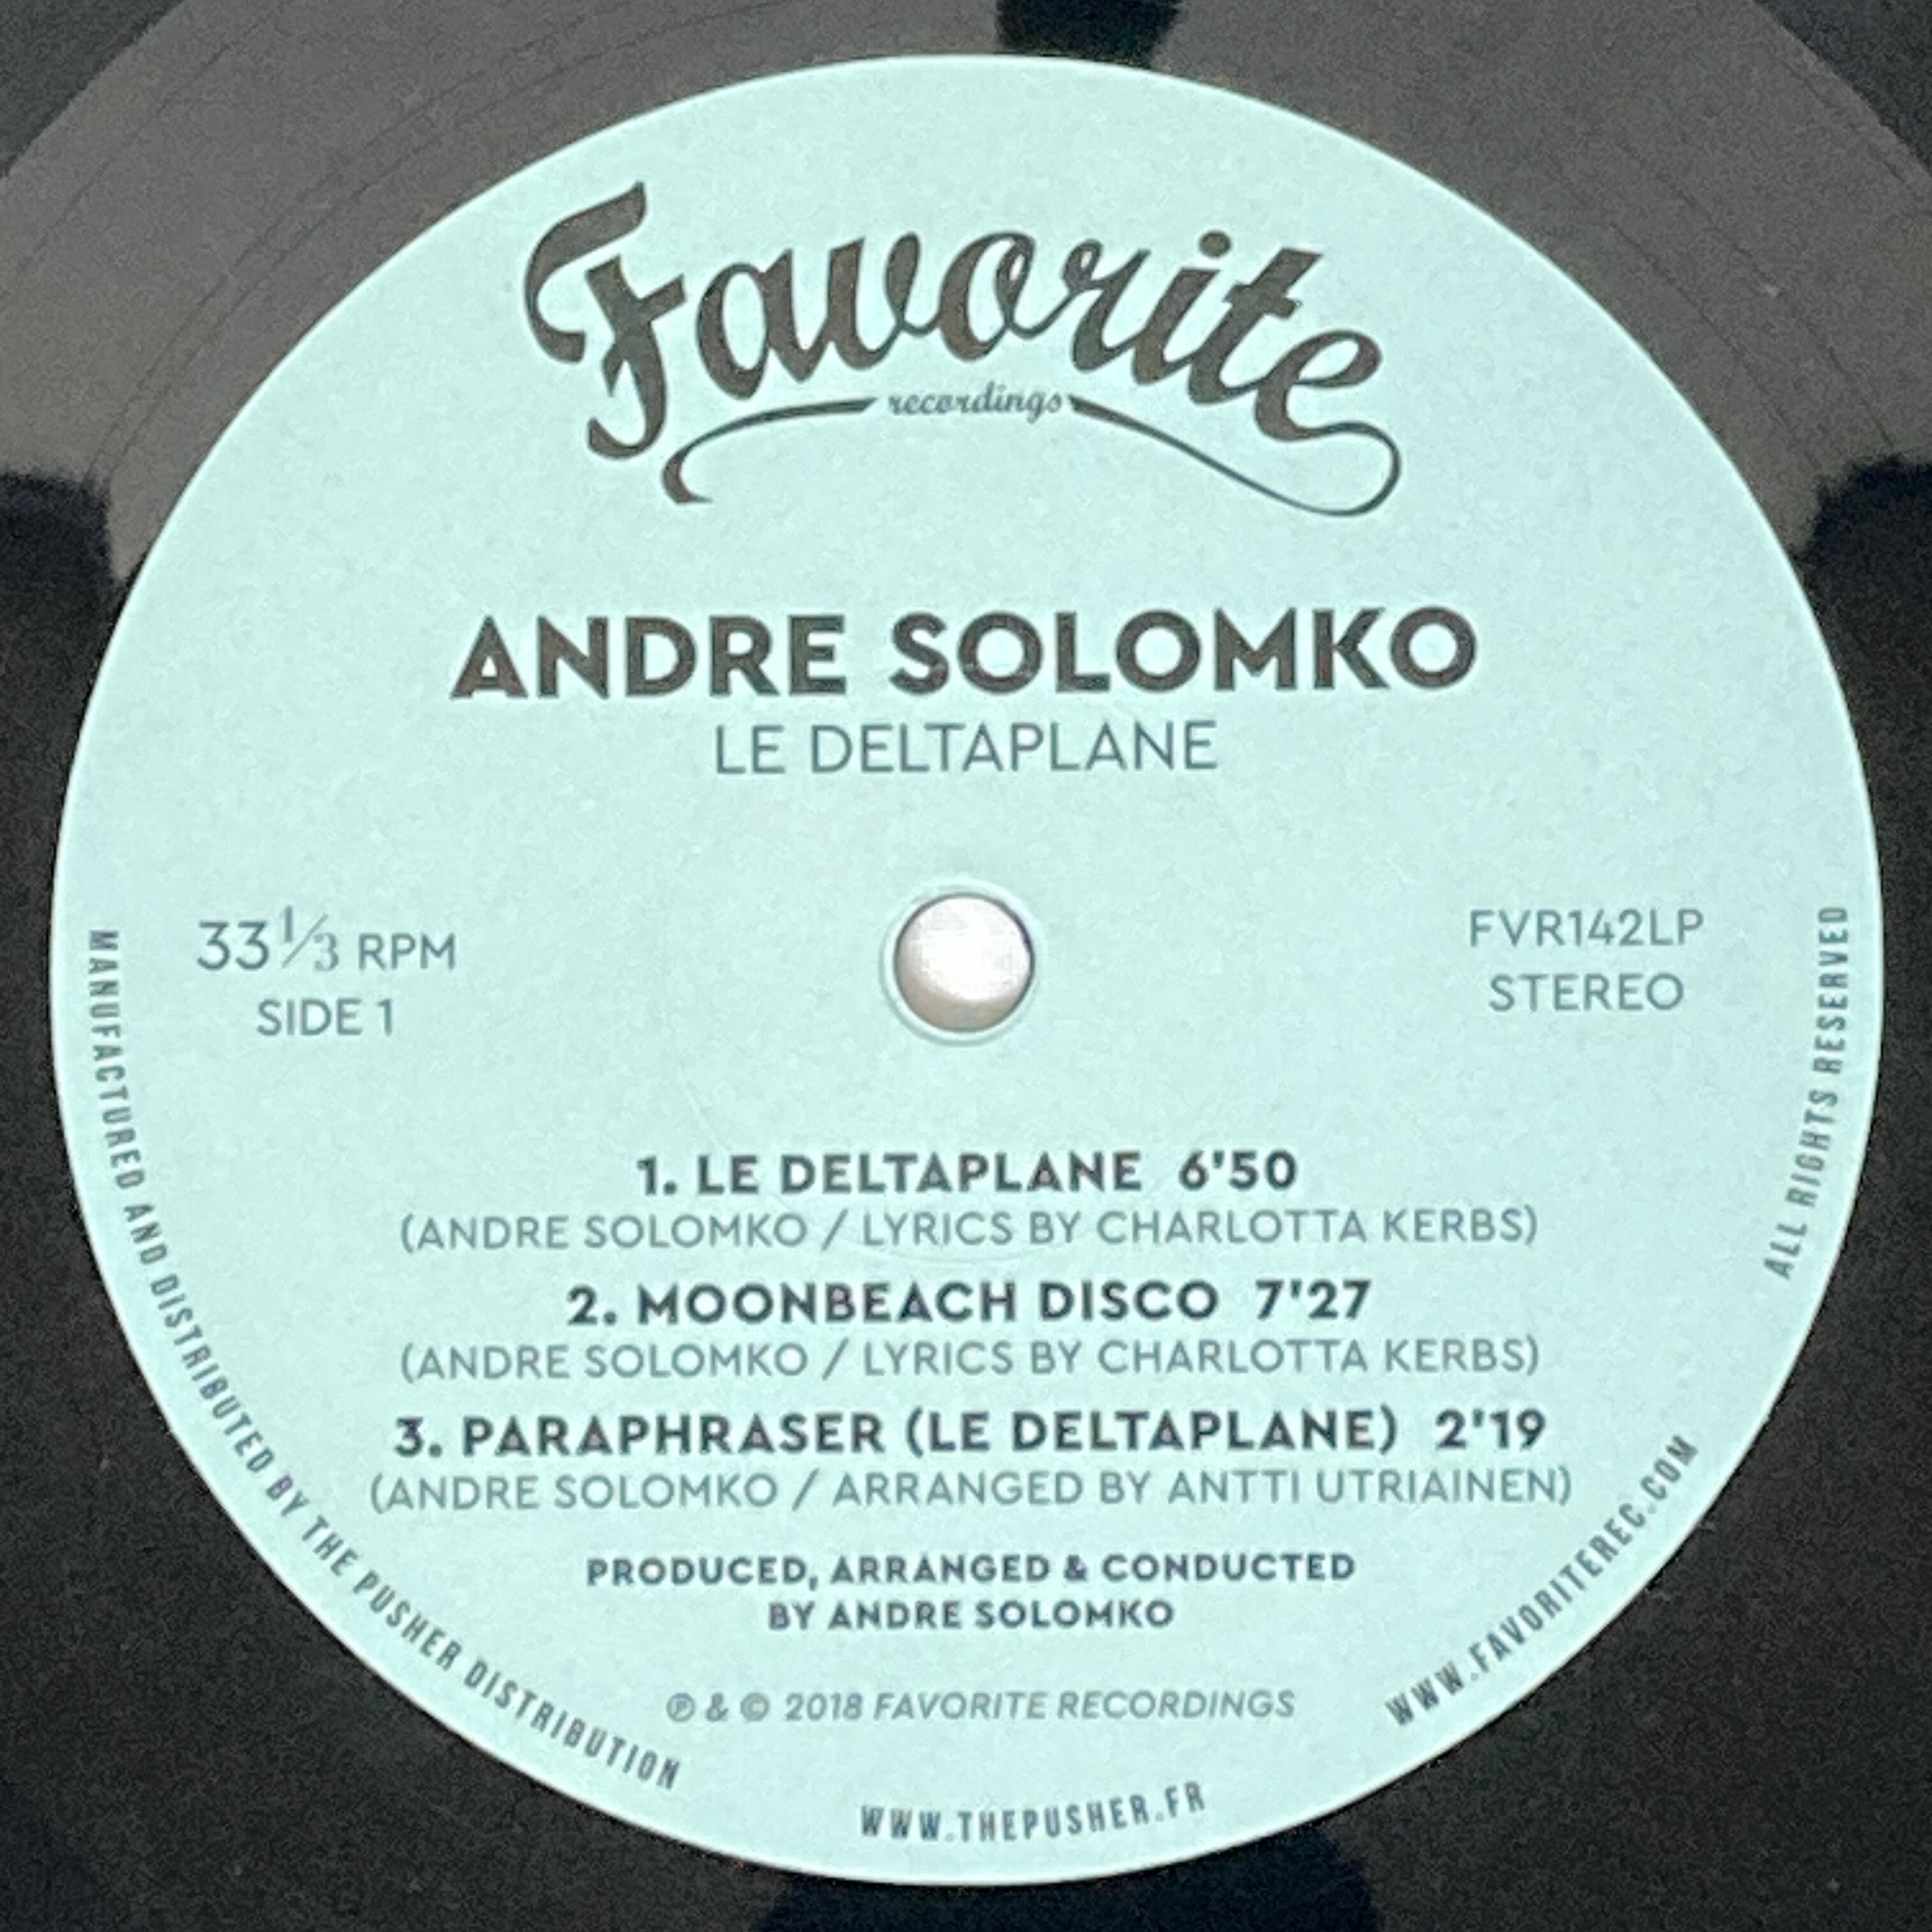 Favorite
recordings
ANDRE SOLOMKO
LE DELTAPLANE
33 1/3 RPM
SIDE 1
FVR142LP
STEREO
1. LE DELTAPLANE 6'50
(ANDRE SOLOMKO / LYRICS BY CHARLOTTA KERBS)
2. MOONBEACH DISCO 7'27
(ANDRE SOLOMKO / LYRICS BY CHARLOTTA KERBS)
3. PARAPHRASER (LE DELTAPLANE) 2'19
(ANDRE SOLOMKO / ARRANGED BY ANTTI UTRIAINEN)
PRODUCED, ARRANGED & CONDUCTED
BY ANDRE SOLOMKO
℗ & © 2018 FAVORITE RECORDINGS
MANUFACTURED AND DISTRIBUTED BY THE PUSHER DISTRIBUTION
WWW.THEPUSHER.FR
WWW.FAVORITEREC.COM
ALL RIGHTS RESERVED